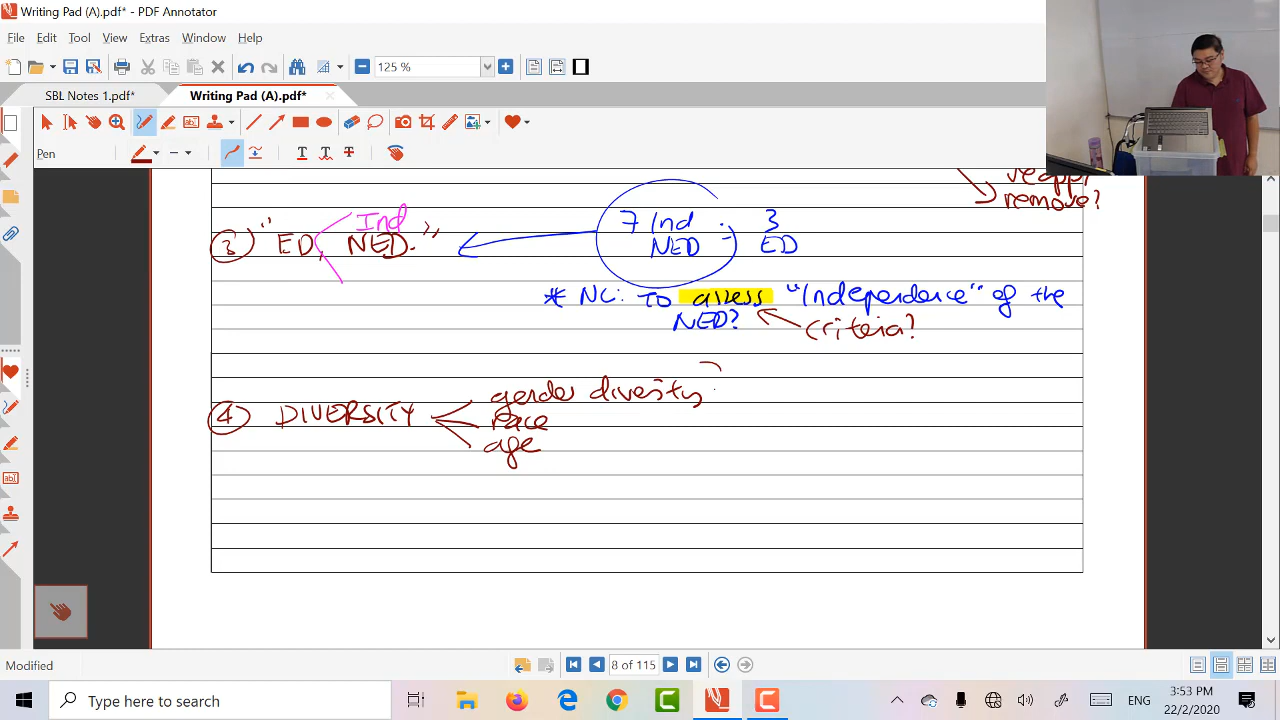 Writing Pad (A).pdf* - PDF Annotator
File Edit Tool View Extras Window Help
125 %
SBL Notes 1.pdf* Writing Pad (A).pdf*
Pen
reapp?
remove?
Ind 7 Ind : 3
③ "ED, NED." NED ED
* NC: To assess "Independence" of the
NED? criteria?
gender diversity
④ DIVERSITY Race
age
8 of 115
Modified
Type here to search
ENG
3:53 PM
22/2/2020